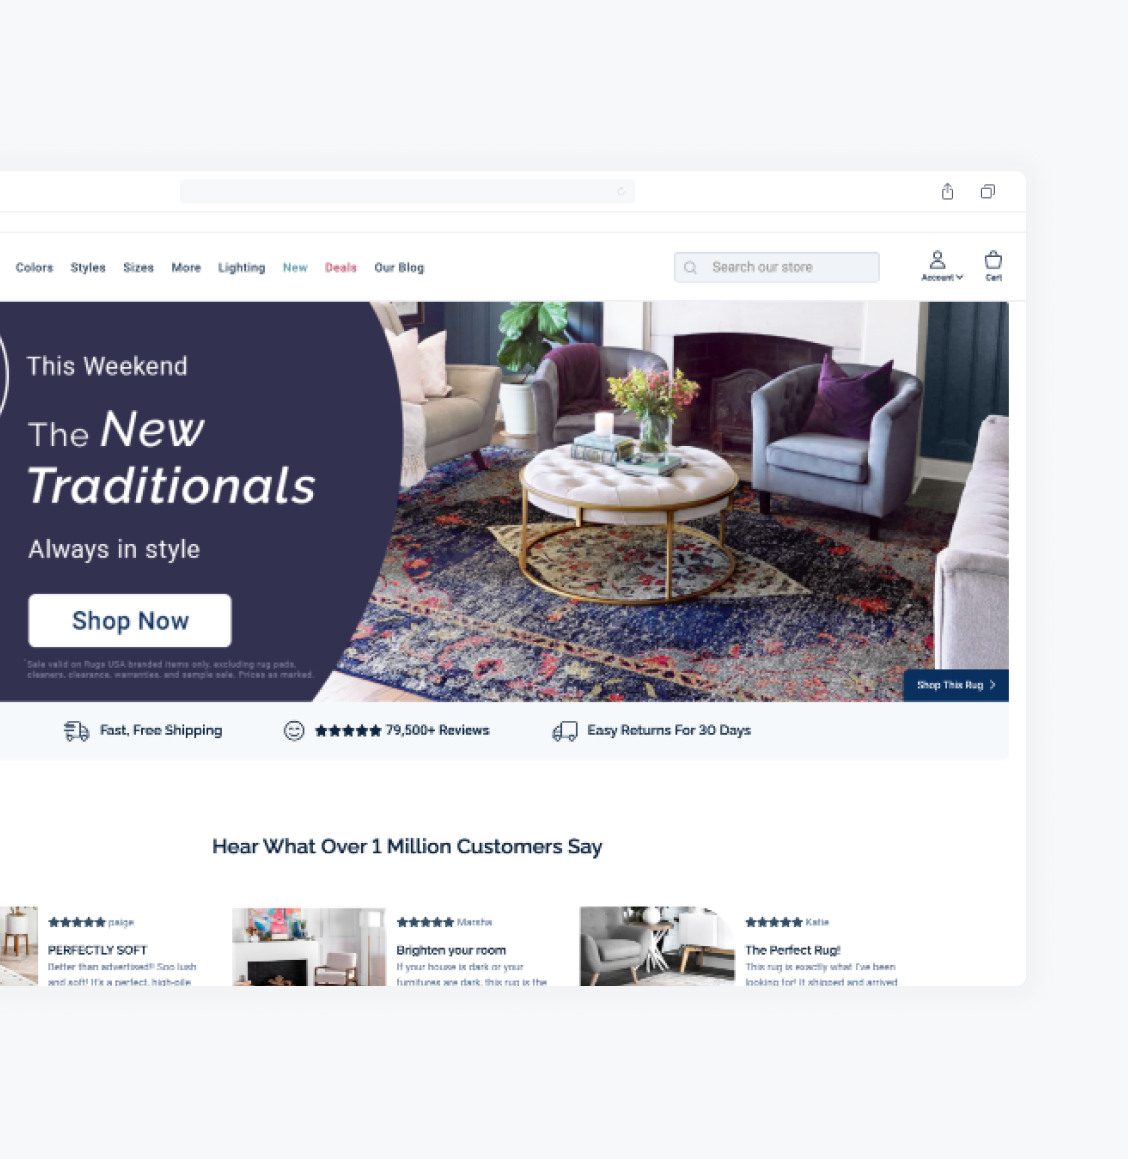 Colors Styles Sizes More Lighting New Deals Our Blog
Search our store
Account
Cart
This Weekend
The New
Traditionals
Always in style
Shop Now
*Sale valid on Rugs USA branded items only, excluding rug pads,
cleaners, clearance, warranties, and sample sale. Prices as marked.
Shop This Rug
Fast, Free Shipping
79,500+ Reviews
Easy Returns For 30 Days
Hear What Over 1 Million Customers Say
paige
PERFECTLY SOFT
Better than advertised!! Soo lush
and soft! It's a perfect, high-pile
Marsha
Brighten your room
If your house is dark or your
furnitures are dark, this rug is the
Katie
The Perfect Rug!
This rug is exactly what I've been
looking for! It shipped and arrived